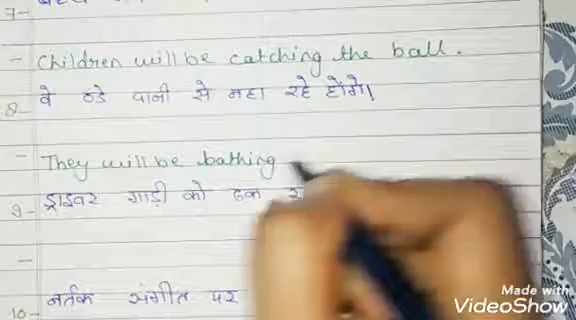 7-
- Children will be catching the ball.
8- वे ठंडे पानी से नहा रहे होंगे।
- They will be bathing
9- ड्राइवर गाड़ी को ढक
-
10- नर्तक संगीत पर
Made with
VideoShow